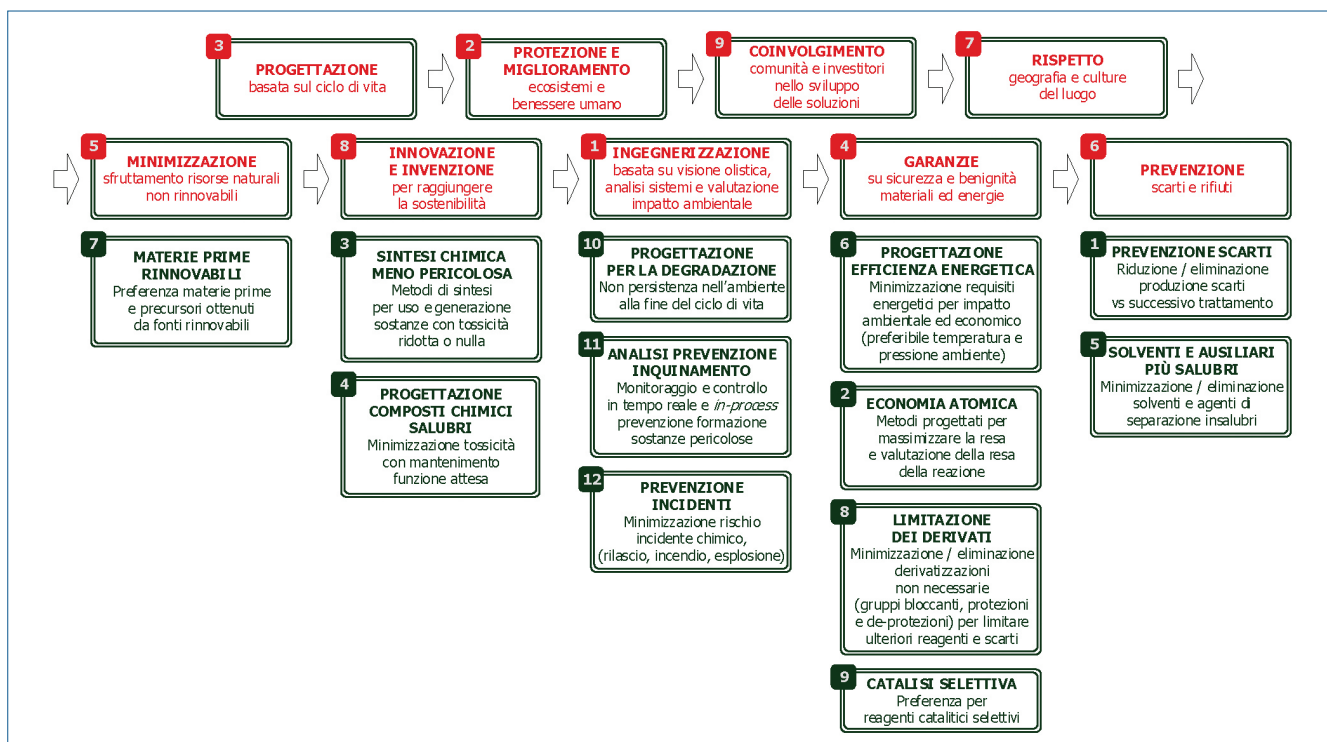 3
PROGETTAZIONE
basata sul ciclo di vita
2
PROTEZIONE E
MIGLIORAMENTO
ecosistemi e
benessere umano
9
COINVOLGIMENTO
comunità e investitori
nello sviluppo
delle soluzioni
7
RISPETTO
geografia e culture
del luogo
5
MINIMIZZAZIONE
sfruttamento risorse naturali
non rinnovabili
8
INNOVAZIONE
E INVENZIONE
per raggiungere
la sostenibilità
1
INGEGNERIZZAZIONE
basata su visione olistica,
analisi sistemi e valutazione
impatto ambientale
4
GARANZIE
su sicurezza e benignità
materiali ed energie
6
PREVENZIONE
scarti e rifiuti
7
MATERIE PRIME
RINNOVABILI
Preferenza materie prime
e precursori ottenuti
da fonti rinnovabili
3
SINTESI CHIMICA
MENO PERICOLOSA
Metodi di sintesi
per uso e generazione
sostanze con tossicità
ridotta o nulla
4
PROGETTAZIONE
COMPOSTI CHIMICI
SALUBRI
Minimizzazione tossicità
con mantenimento
funzione attesa
10
PROGETTAZIONE
PER LA DEGRADAZIONE
Non persistenza nell'ambiente
alla fine del ciclo di vita
11
ANALISI PREVENZIONE
INQUINAMENTO
Monitoraggio e controllo
in tempo reale e in-process
prevenzione formazione
sostanze pericolose
12
PREVENZIONE
INCIDENTI
Minimizzazione rischio
incidente chimico,
(rilascio, incendio, esplosione)
6
PROGETTAZIONE
EFFICIENZA ENERGETICA
Minimizzazione requisiti
energetici per impatto
ambientale ed economico
(preferibile temperatura e
pressione ambiente)
2
ECONOMIA ATOMICA
Metodi progettati per
massimizzare la resa
e valutazione della resa
della reazione
8
LIMITAZIONE
DEI DERIVATI
Minimizzazione / eliminazione
derivatizzazioni
non necessarie
(gruppi bloccanti, protezioni
e de-protezioni) per limitare
ulteriori reagenti e scarti
9
CATALISI SELETTIVA
Preferenza per
reagenti catalitici selettivi
1
PREVENZIONE SCARTI
Riduzione / eliminazione
produzione scarti
vs successivo trattamento
5
SOLVENTI E AUSILIARI
PIÙ SALUBRI
Minimizzazione / eliminazione
solventi e agenti di
separazione insalubri